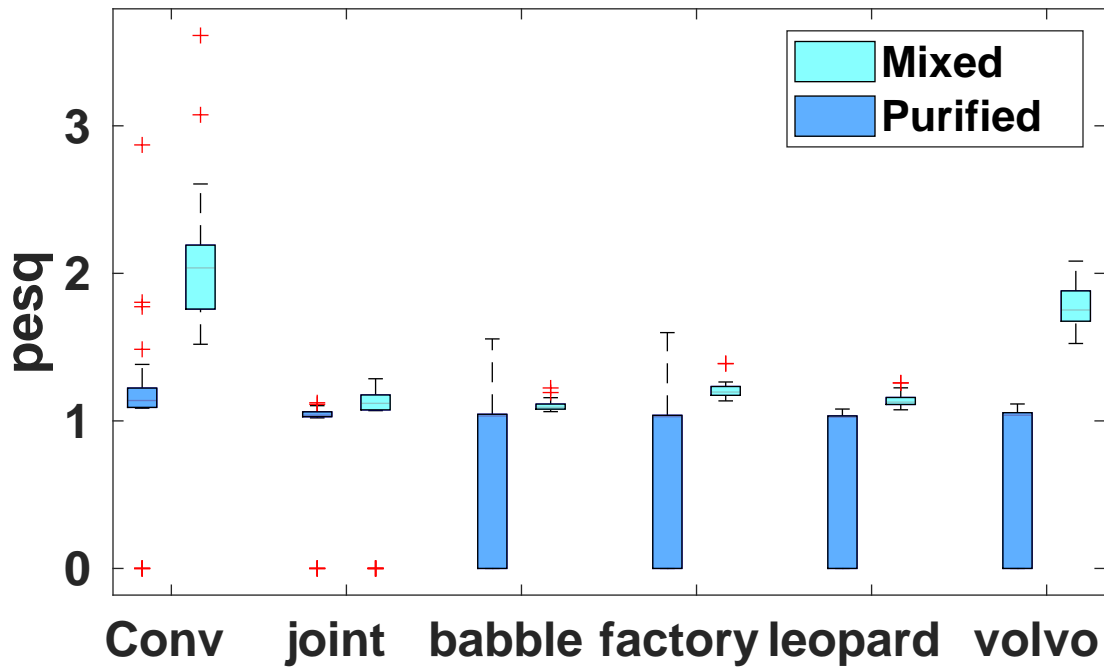 Mixed
Purified
pesq
3
2
1
0
Conv joint babble factory leopard volvo